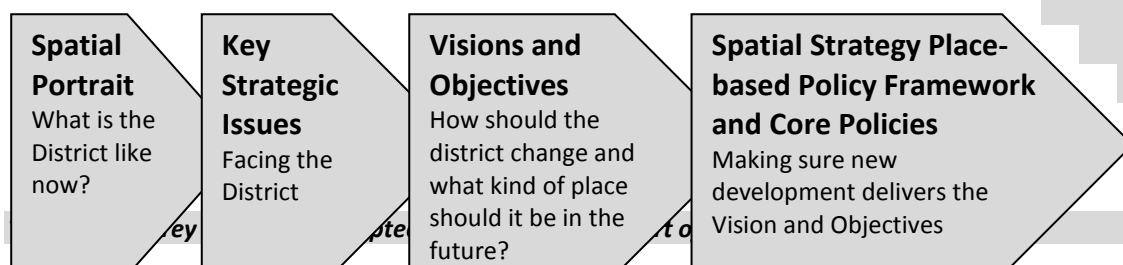 Spatial
Portrait
What is the
District like
now?
Key
Strategic
Issues
Facing the
District
Visions and
Objectives
How should the
district change and
what kind of place
should it be in the
future?
Spatial Strategy Place-
based Policy Framework
and Core Policies
Making sure new
development delivers the
Vision and Objectives